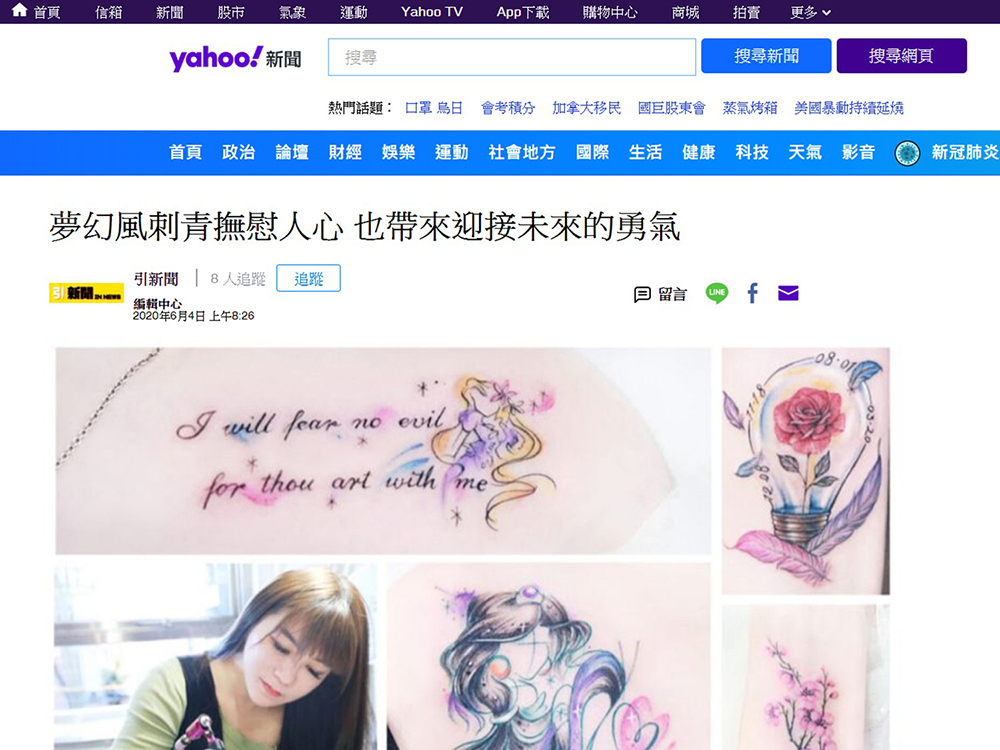 首頁 信箱 新聞 股市 氣象 運動 Yahoo TV App下載 購物中心 商城 拍賣 更多
yahoo! 新聞 搜尋 搜尋新聞 搜尋網頁
熱門話題： 口罩 烏日 會考積分 加拿大移民 國巨股東會 蒸氣烤箱 美國暴動持續延燒
首頁 政治 論壇 財經 娛樂 運動 社會地方 國際 生活 健康 科技 天氣 影音 新冠肺炎
夢幻風刺青撫慰人心 也帶來迎接未來的勇氣
引新聞 IN NEWS 引新聞 | 8 人追蹤 追蹤
編輯中心
2020年6月4日 上午8:26
留言 LINE
I will fear no evil
for thou art with me
08·01
11·18
03·20
12·08